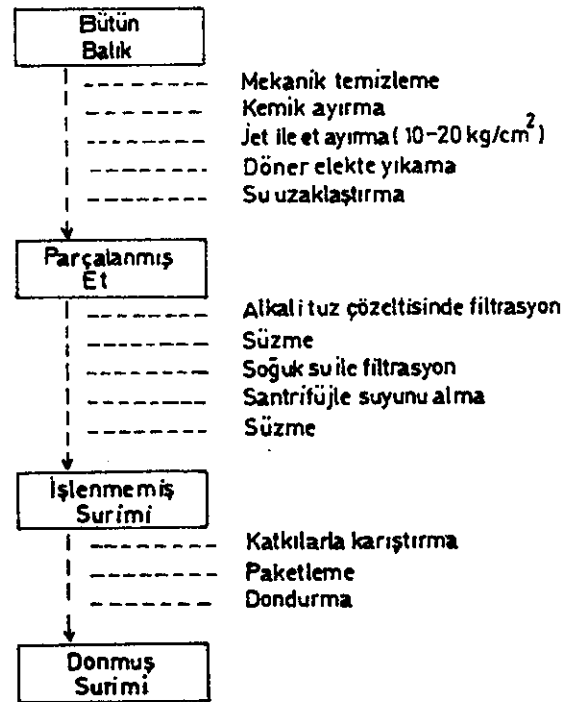 Bütün
Balık
Mekanik temizleme
Kemik ayırma
Jet ile et ayırma (10-20 kg/cm²)
Döner elekte yıkama
Su uzaklaştırma
Parçalanmış
Et
Alkali tuz çözeltisinde filtrasyon
Süzme
Soğuk su ile filtrasyon
Santrifüjle suyunu alma
Süzme
İşlenmemiş
Surimi
Katkılarla karıştırma
Paketleme
Dondurma
Donmuş
Surimi